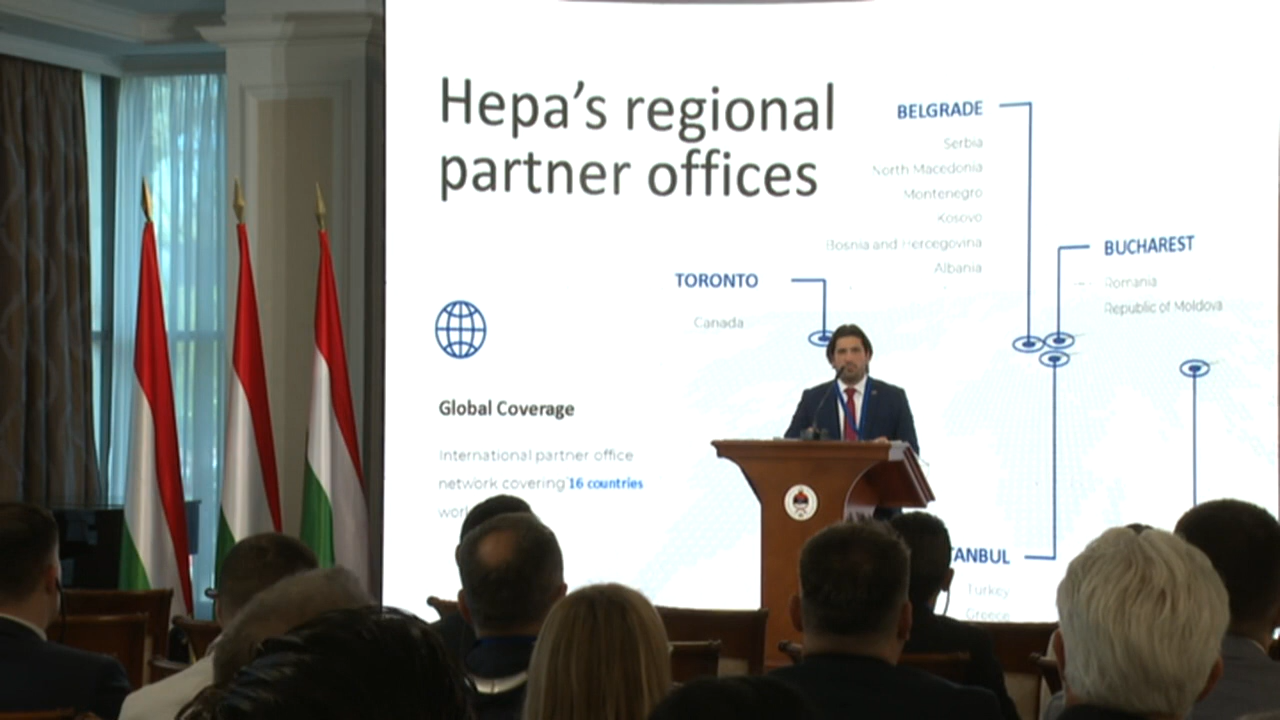 Hepa's regional
partner offices
BELGRADE
Serbia
North Macedonia
Montenegro
Kosovo
Bosnia and Hercegovina
Albania
BUCHAREST
Romania
Republic of Moldova
TORONTO
Canada
Global Coverage
International partner office
network covering 16 countries
TANBUL
Turkey
Greece